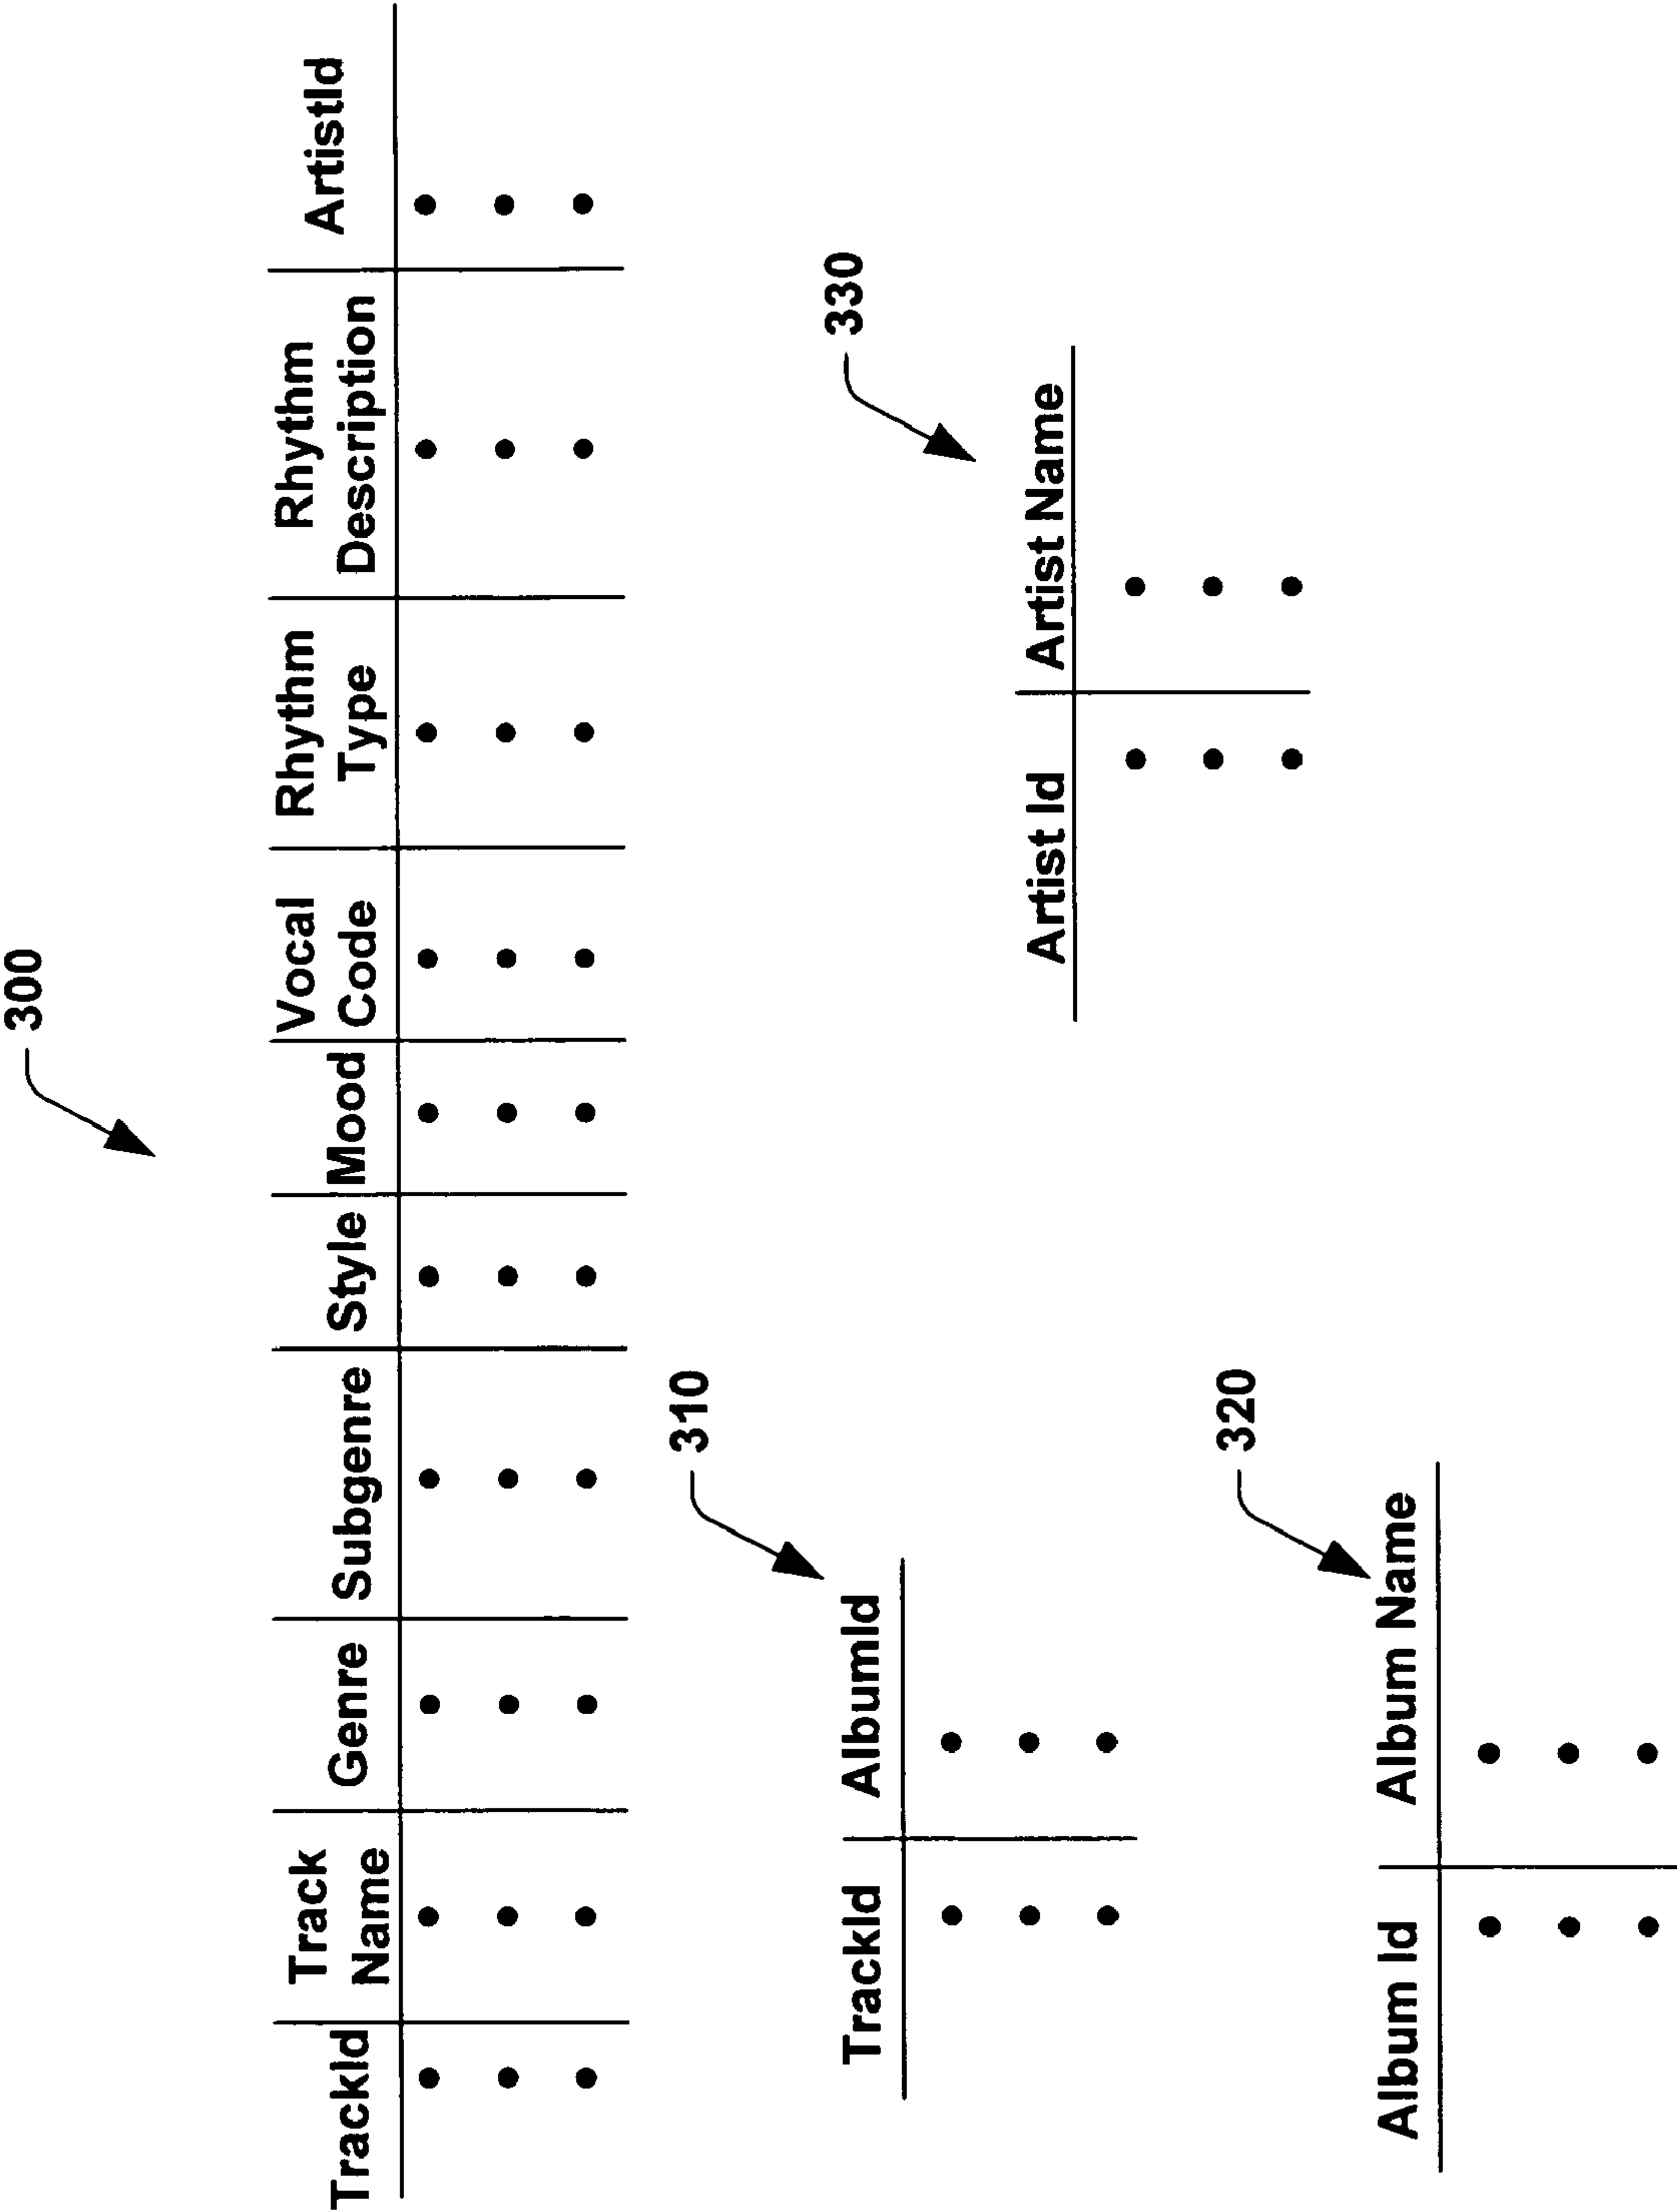 300
TrackId
Track
Name
Genre
Subgenre
Style
Mood
Vocal
Code
Rhythm
Type
Rhythm
Description
ArtistId
310
TrackId
AlbumId
330
Artist Id
Artist Name
320
Album Id
Album Name